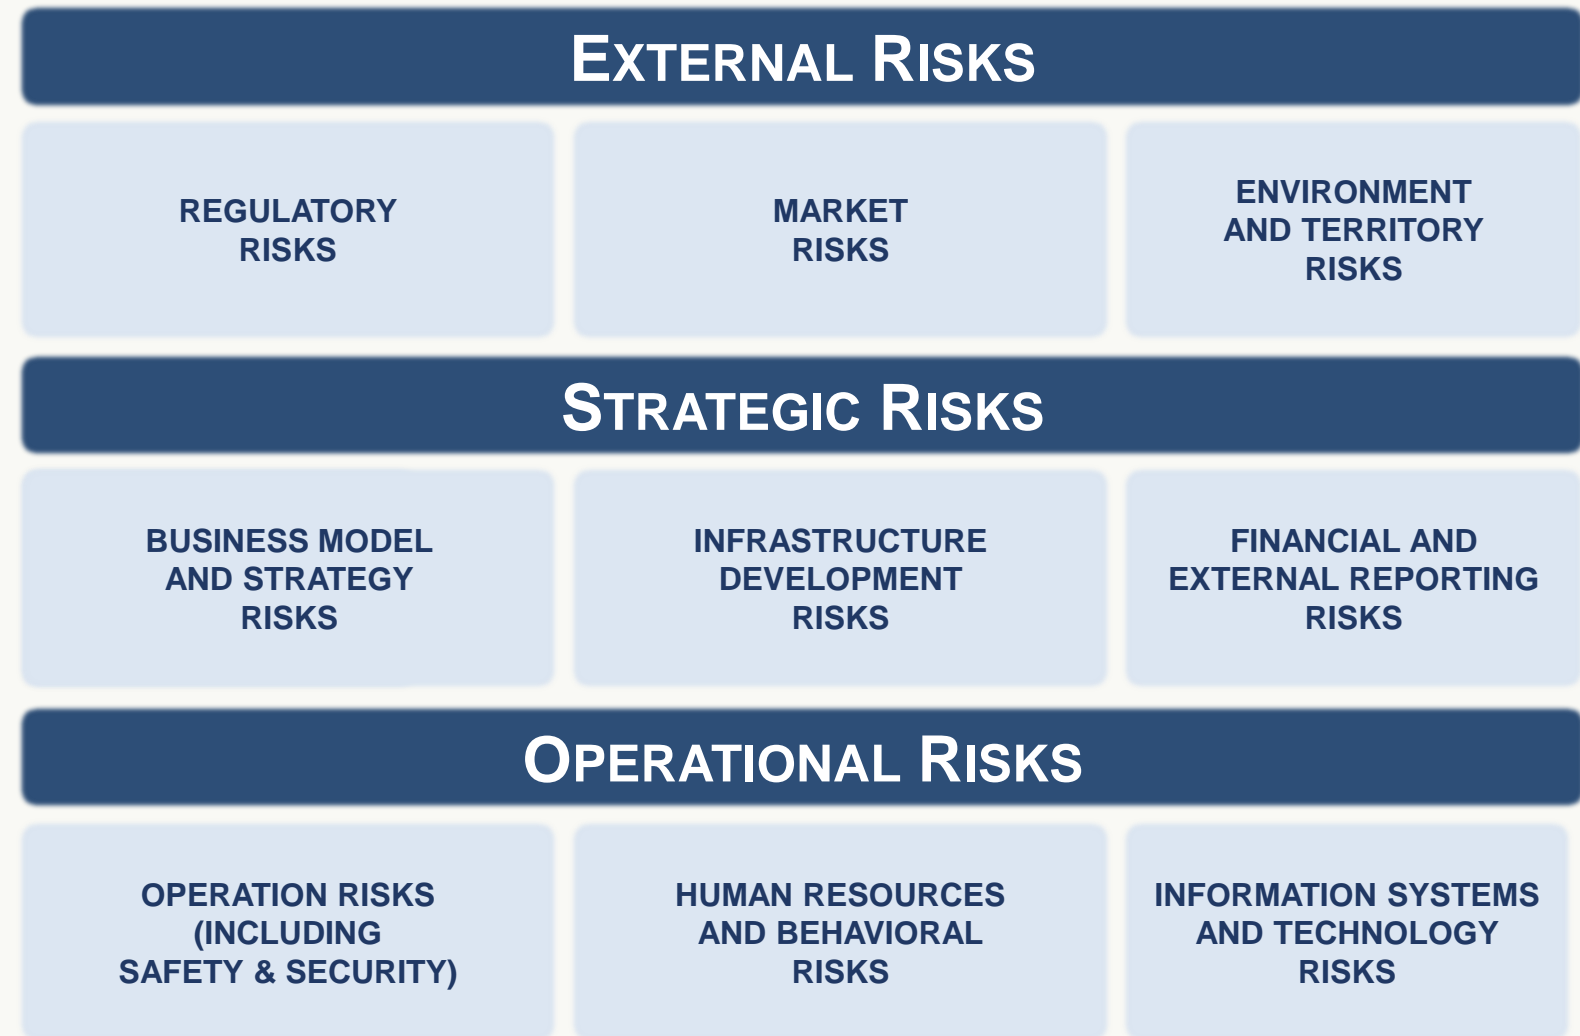 EXTERNAL RISKS
REGULATORY
RISKS
MARKET
RISKS
ENVIRONMENT
AND TERRITORY
RISKS
STRATEGIC RISKS
BUSINESS MODEL
AND STRATEGY
RISKS
INFRASTRUCTURE
DEVELOPMENT
RISKS
FINANCIAL AND
EXTERNAL REPORTING
RISKS
OPERATIONAL RISKS
OPERATION RISKS
(INCLUDING
SAFETY & SECURITY)
HUMAN RESOURCES
AND BEHAVIORAL
RISKS
INFORMATION SYSTEMS
AND TECHNOLOGY
RISKS